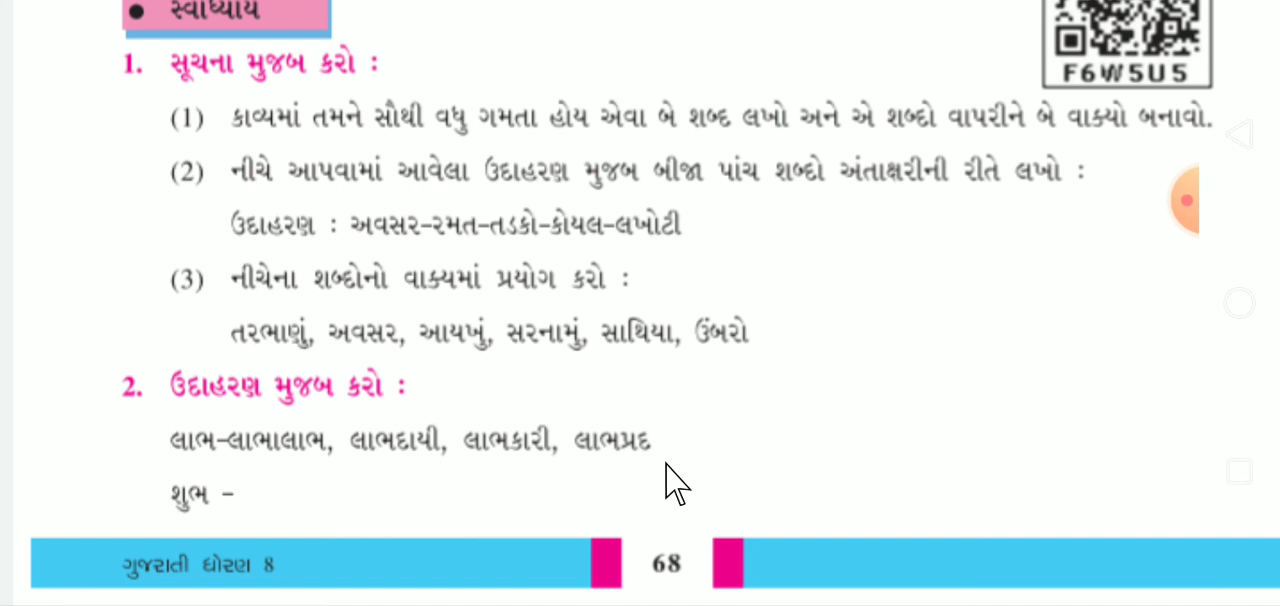 ● સ્વાધ્યાય
1. સૂચના મુજબ કરો :
F6W5U5
(1) કાવ્યમાં તમને સૌથી વધુ ગમતા હોય એવા બે શબ્દ લખો અને એ શબ્દો વાપરીને બે વાક્યો બનાવો.
(2) નીચે આપવામાં આવેલા ઉદાહરણ મુજબ બીજા પાંચ શબ્દો અંતાક્ષરીની રીતે લખો :
ઉદાહરણ : અવસર-રમત-તડકો-કોયલ-લખોટી
(3) નીચેના શબ્દોનો વાક્યમાં પ્રયોગ કરો :
તરભાણું, અવસર, આયખું, સરનામું, સાથિયા, ઉંબરો
2. ઉદાહરણ મુજબ કરો :
લાભ-લાભાલાભ, લાભદાયી, લાભકારી, લાભપ્રદ
શુભ -
ગુજરાતી ધોરણ 8
68